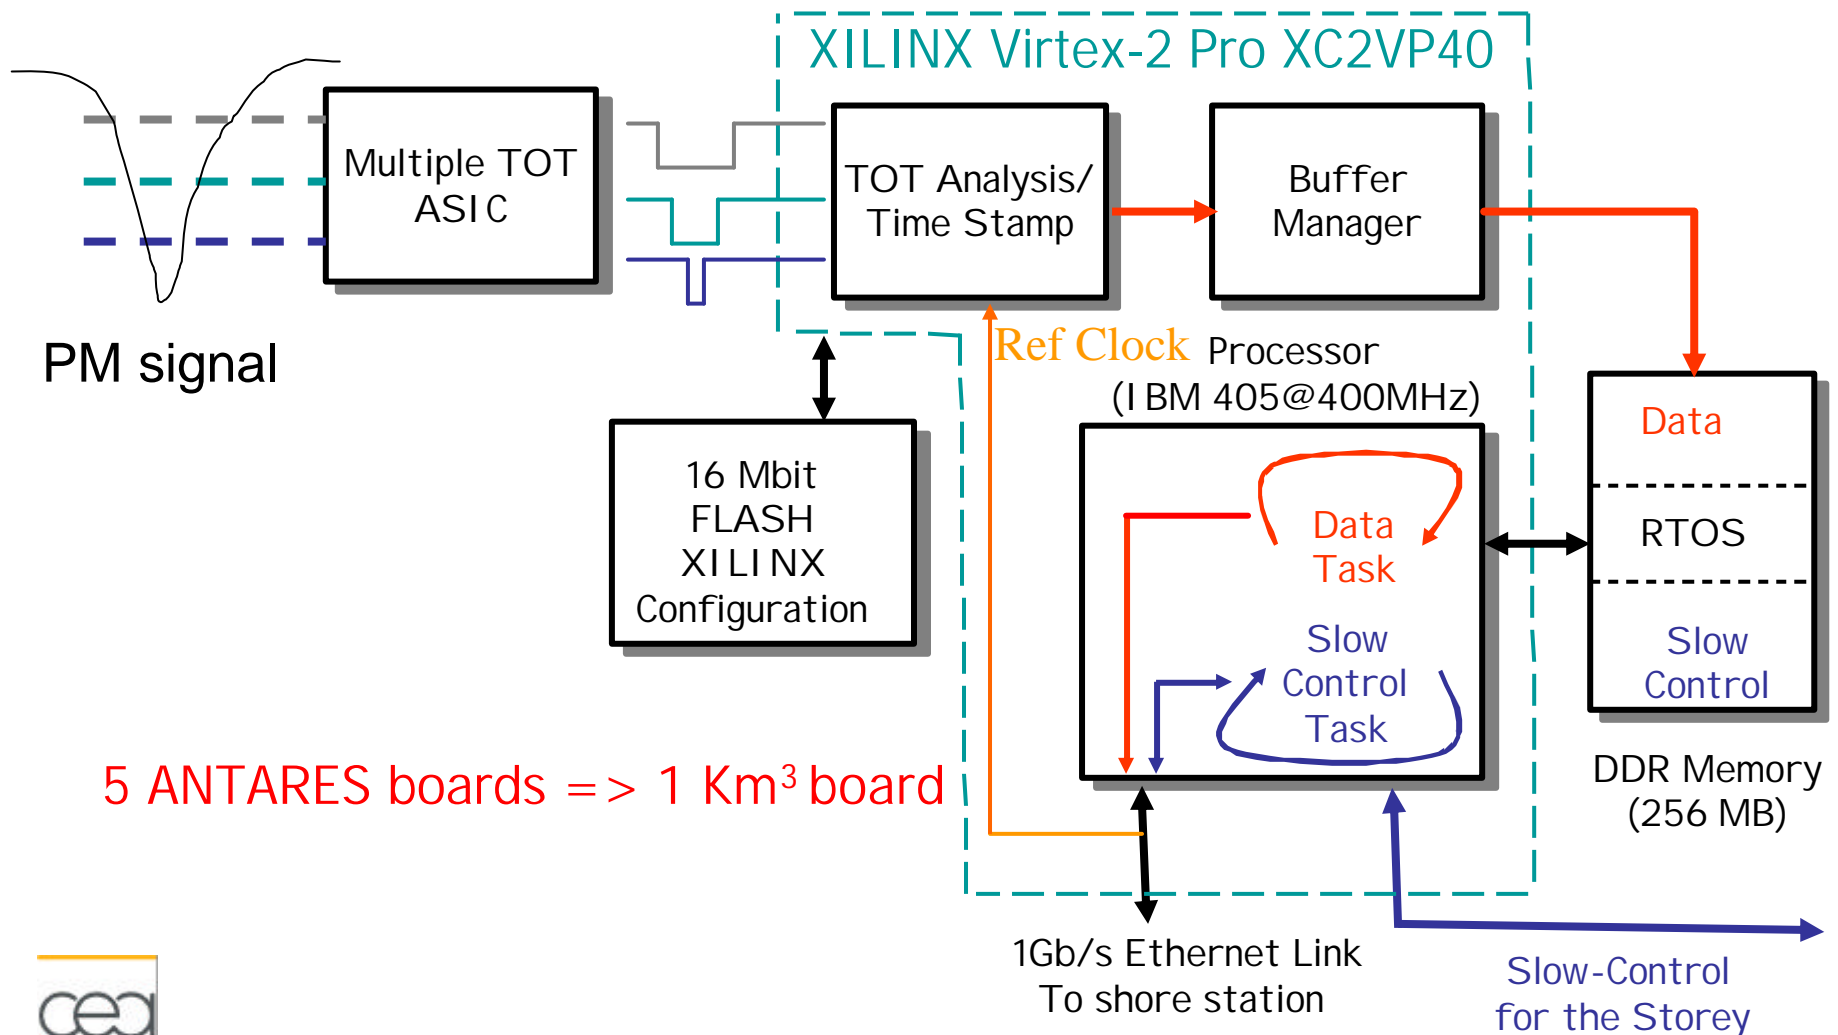 XILINX Virtex-2 Pro XC2VP40
Multiple TOT
ASIC
TOT Analysis/
Time Stamp
Buffer
Manager
PM signal
Ref Clock
Processor
(IBM 405@400MHz)
16 Mbit
FLASH
XILINX
Configuration
Data
Task
Slow
Control
Task
Data
RTOS
Slow
Control
DDR Memory
(256 MB)
5 ANTARES boards => 1 Km³ board
1Gb/s Ethernet Link
To shore station
Slow-Control
for the Storey
cea